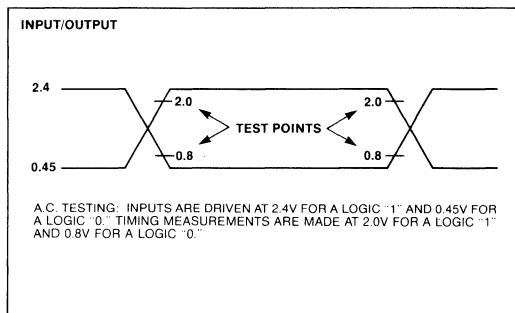 INPUT/OUTPUT
2.4
2.0
2.0
TEST POINTS
0.8
0.8
0.45
A.C. TESTING: INPUTS ARE DRIVEN AT 2.4V FOR A LOGIC "1" AND 0.45V FOR
A LOGIC "0." TIMING MEASUREMENTS ARE MADE AT 2.0V FOR A LOGIC "1"
AND 0.8V FOR A LOGIC "0."